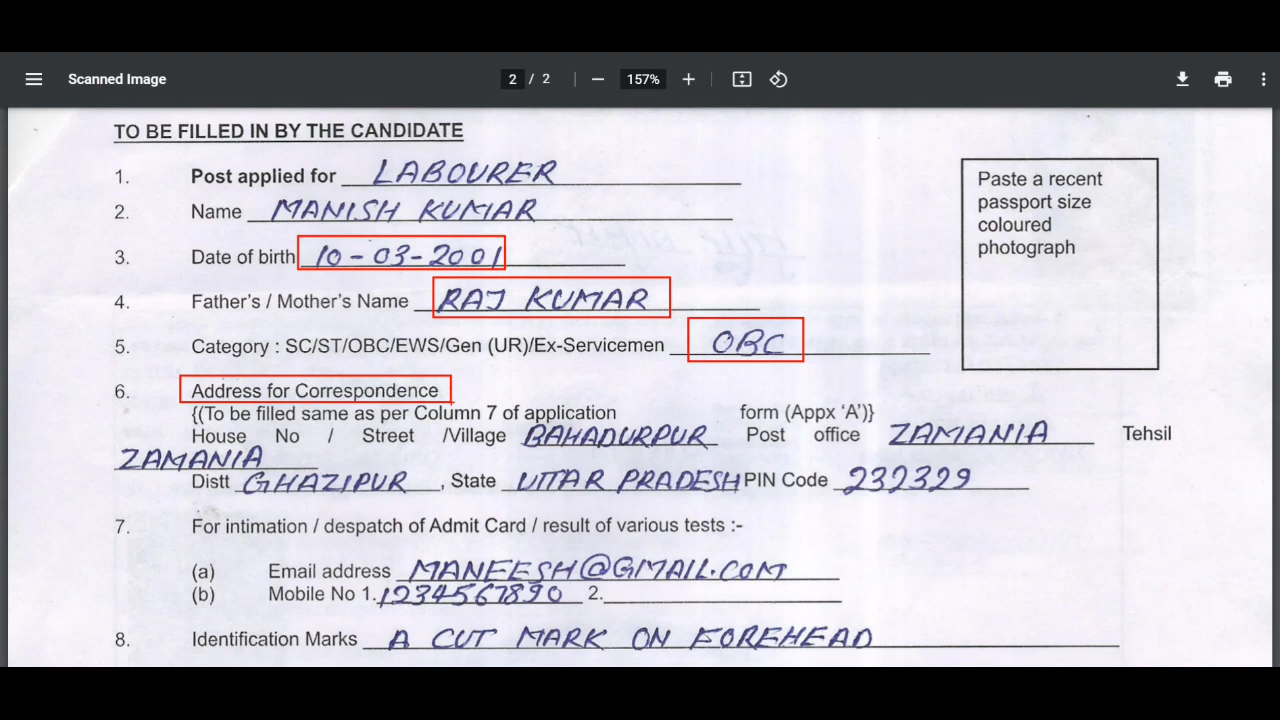 Scanned Image 2 / 2 157%
TO BE FILLED IN BY THE CANDIDATE
1. Post applied for LABOURER
2. Name MANISH KUMAR
3. Date of birth 10-03-2001
4. Father's / Mother's Name RAJ KUMAR
5. Category : SC/ST/OBC/EWS/Gen (UR)/Ex-Servicemen OBC
Paste a recent
passport size
coloured
photograph
6. Address for Correspondence
{(To be filled same as per Column 7 of application form (Appx 'A')}
House No / Street /Village BAHADURPUR Post office ZAMANIA Tehsil
ZAMANIA
Distt GHAZIPUR, State UTTAR PRADESH PIN Code 232329
7. For intimation / despatch of Admit Card / result of various tests :-
(a) Email address MANEESH@GMAIL.COM
(b) Mobile No 1. 1234567890 2.
8. Identification Marks A CUT MARK ON FOREHEAD